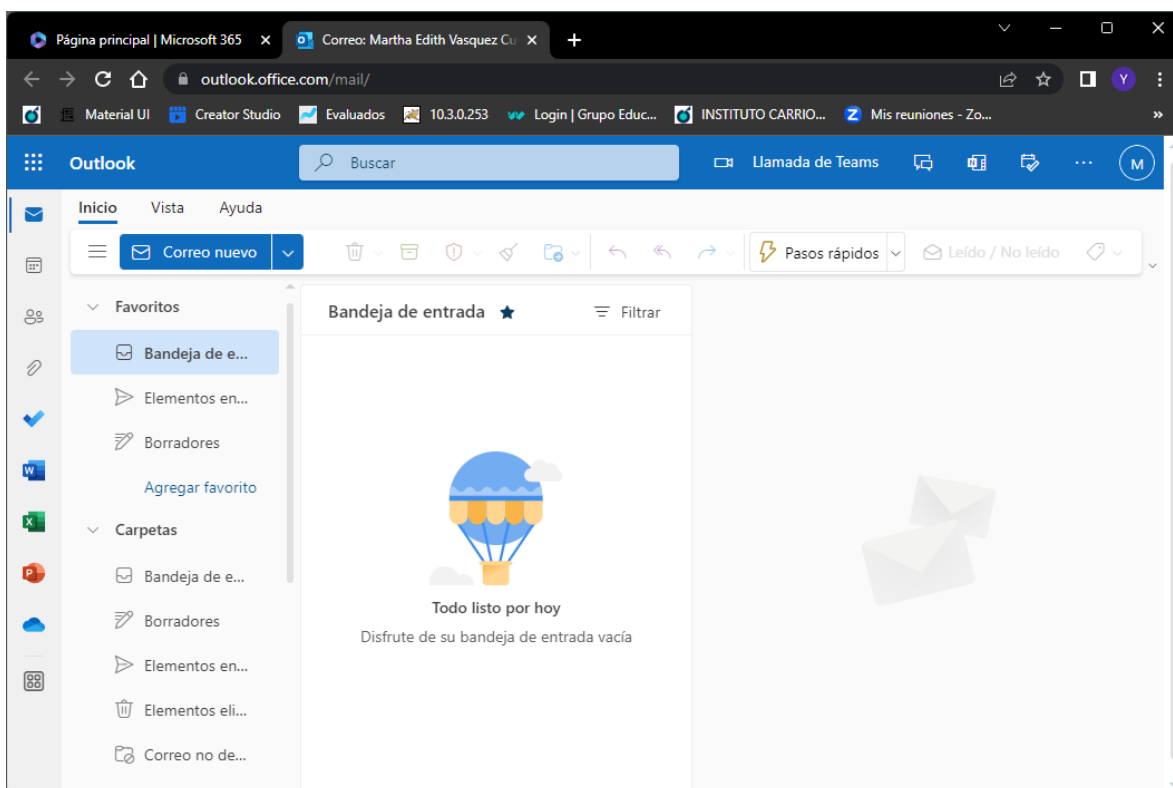 Página principal | Microsoft 365
Correo: Martha Edith Vasquez Cu
outlook.office.com/mail/
Y
Material UI Creator Studio Evaluados 10.3.0.253 Login | Grupo Educ... INSTITUTO CARRIO... Mis reuniones - Zo... »
Outlook Buscar Llamada de Teams M
Inicio Vista Ayuda
Correo nuevo Pasos rápidos Leído / No leído
Favoritos
Bandeja de e...
Elementos en...
Borradores
Agregar favorito
Carpetas
Bandeja de e...
Borradores
Elementos en...
Elementos eli...
Correo no de...
Bandeja de entrada Filtrar
Todo listo por hoy
Disfrute de su bandeja de entrada vacía